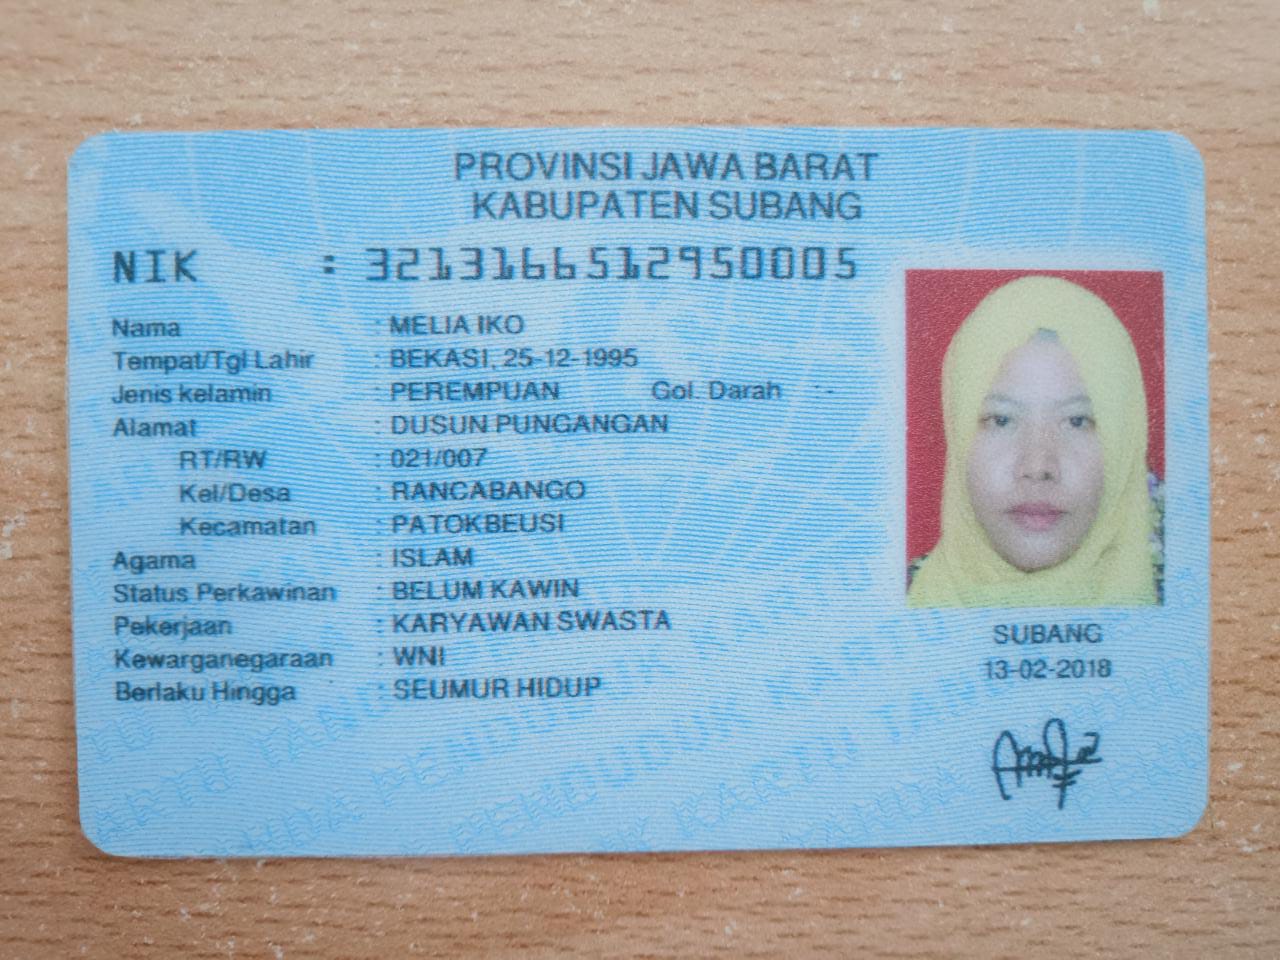 PROVINSI JAWA BARAT
KABUPATEN SUBANG
NIK : 3213166512950005
Nama : MELIA IKO
Tempat/Tgl Lahir : BEKASI, 25-12-1995
Jenis kelamin : PEREMPUAN Gol. Darah : -
Alamat : DUSUN PUNGANGAN
RT/RW : 021/007
Kel/Desa : RANCABANGO
Kecamatan : PATOKBEUSI
Agama : ISLAM
Status Perkawinan : BELUM KAWIN
Pekerjaan : KARYAWAN SWASTA
Kewarganegaraan : WNI
Berlaku Hingga : SEUMUR HIDUP
SUBANG
13-02-2018